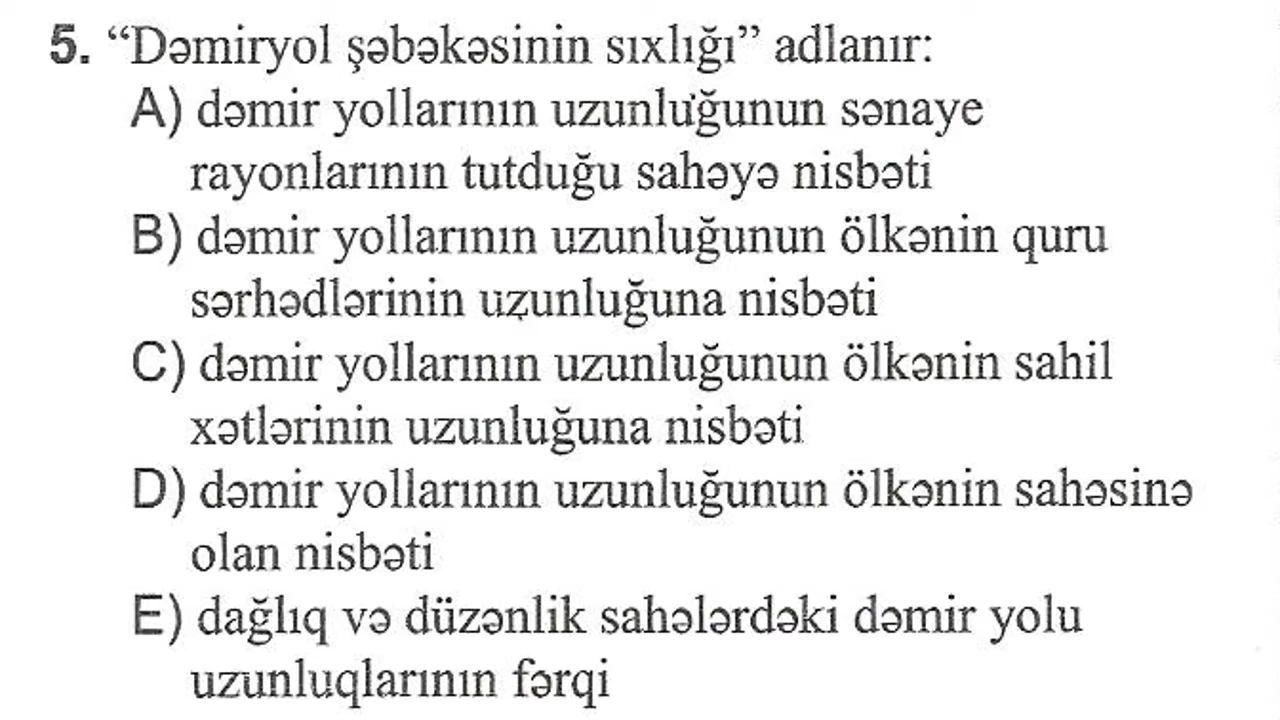 5. “Dəmiryol şəbəkəsinin sıxlığı” adlanır:
A) dəmir yollarının uzunluğunun sənaye
rayonlarının tutduğu sahəyə nisbəti
B) dəmir yollarının uzunluğunun ölkənin quru
sərhədlərinin uzunluğuna nisbəti
C) dəmir yollarının uzunluğunun ölkənin sahil
xətlərinin uzunluğuna nisbəti
D) dəmir yollarının uzunluğunun ölkənin sahəsinə
olan nisbəti
E) dağlıq və düzənlik sahələrdəki dəmir yolu
uzunluqlarının fərqi